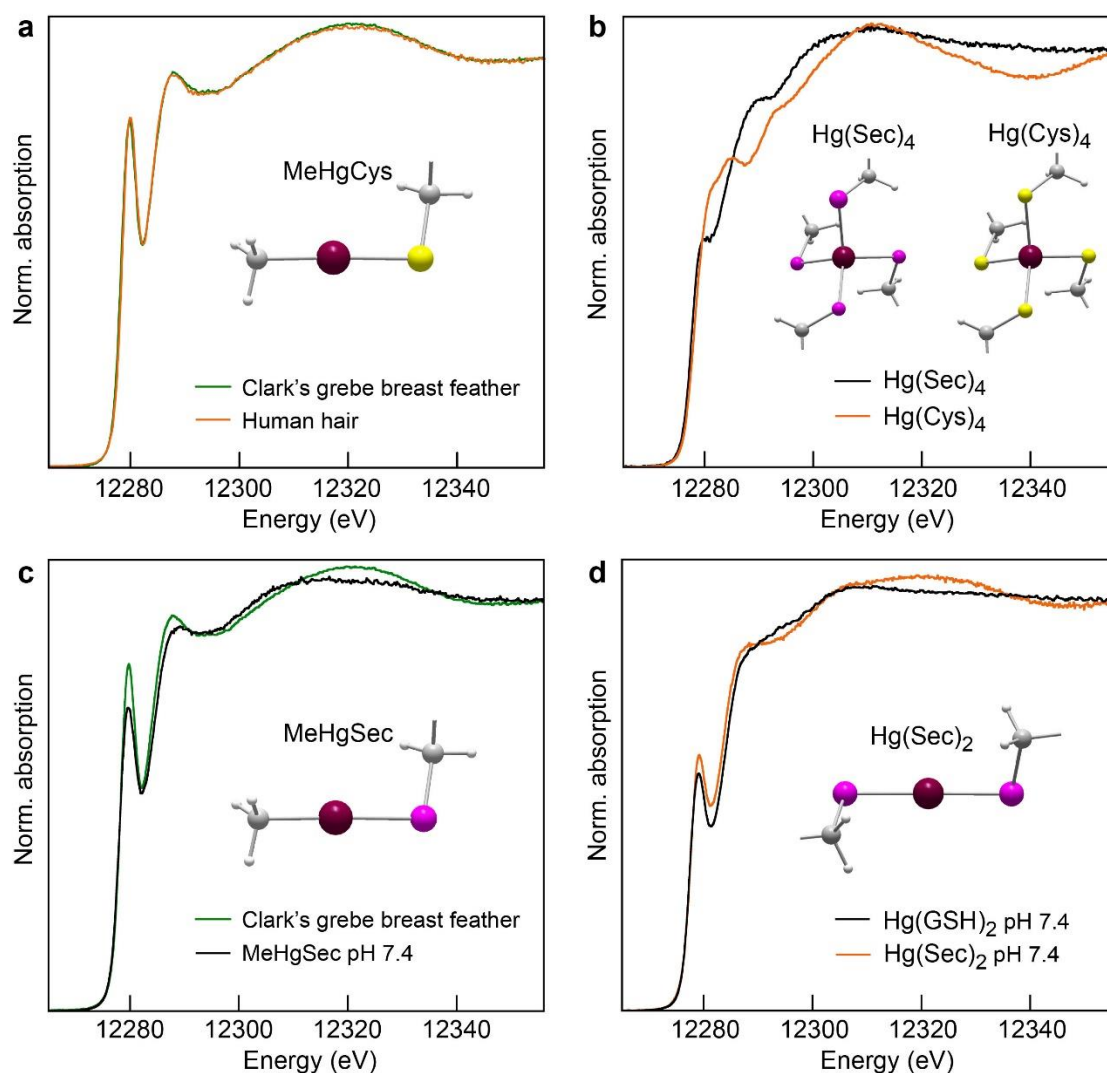 a
Norm. absorption
MeHgCys
Clark's grebe breast feather
Human hair
12280 12300 12320 12340
Energy (eV)
b
Norm. absorption
Hg(Sec)₄
Hg(Cys)₄
Hg(Sec)₄
Hg(Cys)₄
12280 12300 12320 12340
Energy (eV)
c
Norm. absorption
MeHgSec
Clark's grebe breast feather
MeHgSec pH 7.4
12280 12300 12320 12340
Energy (eV)
d
Norm. absorption
Hg(Sec)₂
Hg(GSH)₂ pH 7.4
Hg(Sec)₂ pH 7.4
12280 12300 12320 12340
Energy (eV)